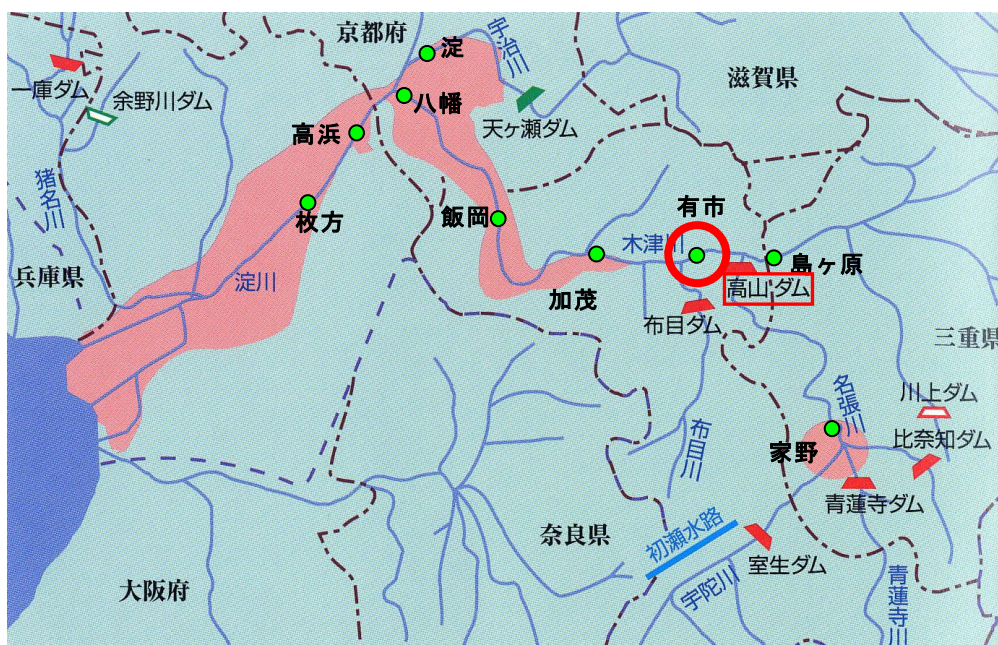 京都府
宇治川
淀
滋賀県
一庫ダム
余野川ダム
八幡
天ヶ瀬ダム
高浜
猪名川
枚方
飯岡
有市
木津川
島ヶ原
兵庫県
淀川
加茂
高山ダム
布目ダム
三重県
名張川
川上ダム
比奈知ダム
布目川
家野
青蓮寺ダム
初瀬水路
奈良県
室生ダム
宇陀川
大阪府
青蓮寺川